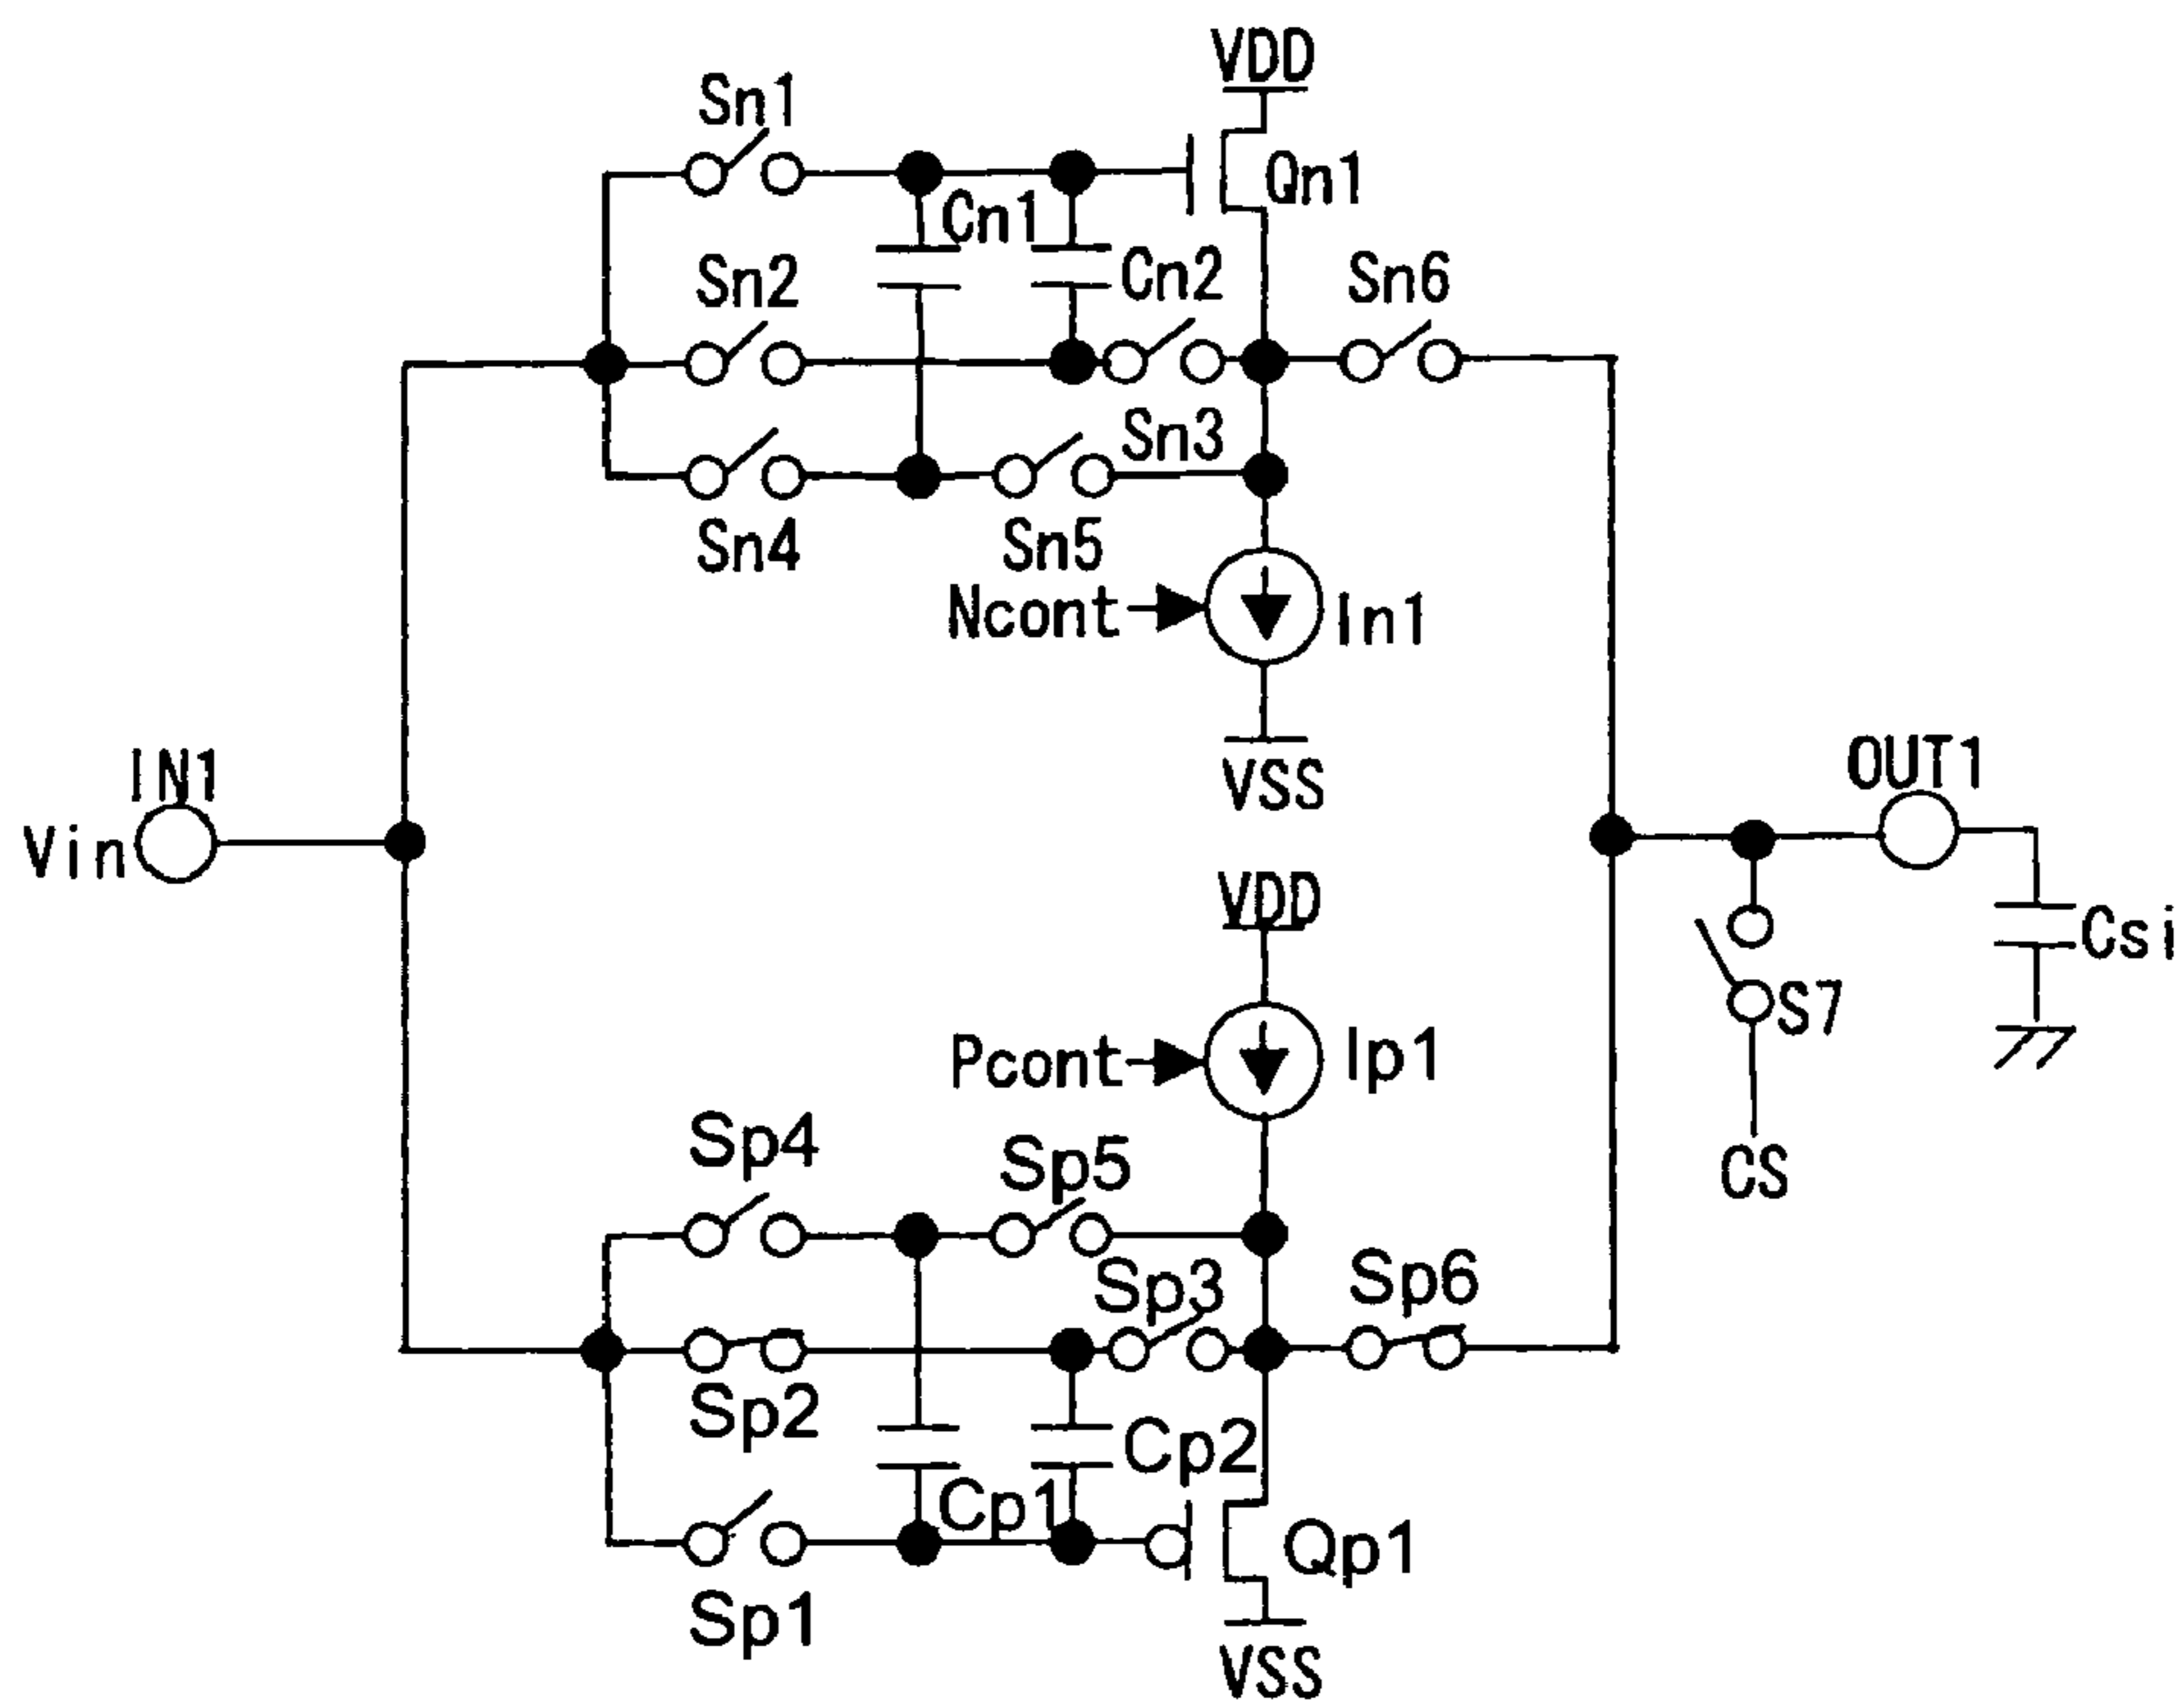 VDD
Sn1
Qn1
Cn1
Sn2
Cn2
Sn6
Sn3
Sn4
Sn5
Ncont
In1
VSS
IN1
OUT1
Vin
VDD
Csi
S7
Pcont
Ip1
Sp4
Sp5
CS
Sp3
Sp6
Sp2
Cp2
Cp1
Qp1
Sp1
VSS